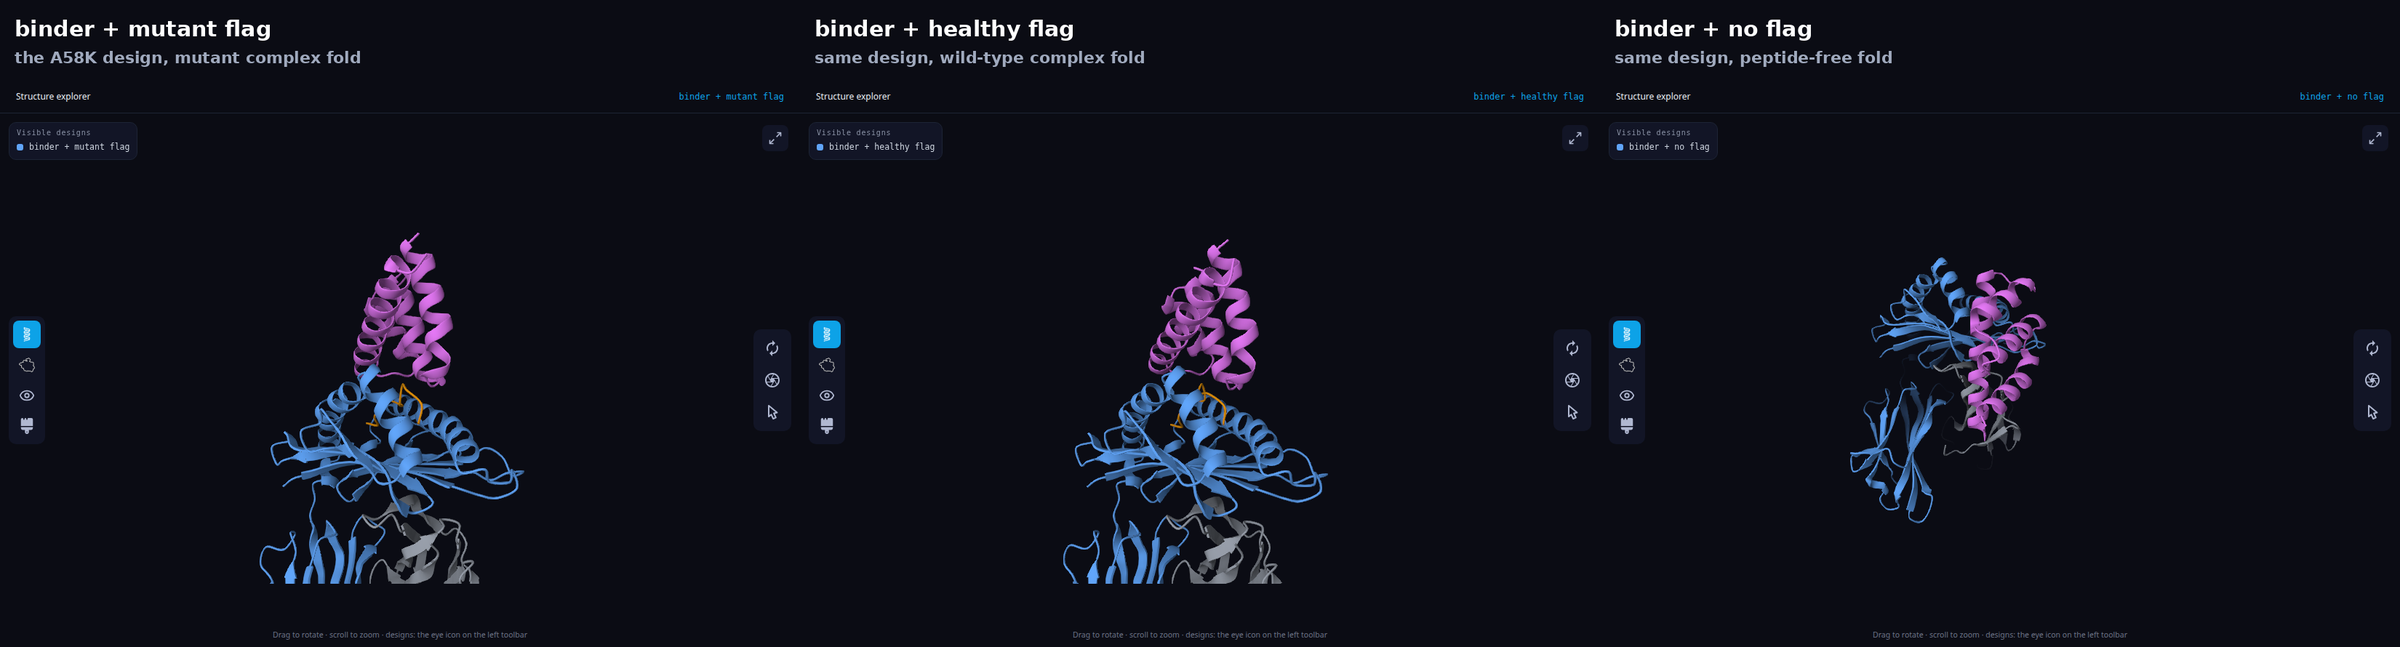 binder + mutant flag
the A58K design, mutant complex fold
Structure explorer
binder + mutant flag
Visible designs
binder + mutant flag
Drag to rotate · scroll to zoom · designs: the eye icon on the left toolbar
binder + healthy flag
same design, wild-type complex fold
Structure explorer
binder + healthy flag
Visible designs
binder + healthy flag
Drag to rotate · scroll to zoom · designs: the eye icon on the left toolbar
binder + no flag
same design, peptide-free fold
Structure explorer
binder + no flag
Visible designs
binder + no flag
Drag to rotate · scroll to zoom · designs: the eye icon on the left toolbar